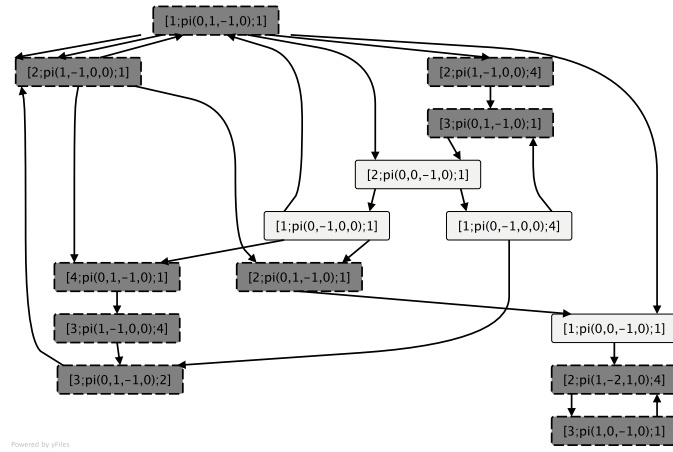 [1;pi(0,1,−1,0);1]
[2;pi(1,−1,0,0);1]
[2;pi(1,−1,0,0);4]
[3;pi(0,1,−1,0);1]
[2;pi(0,0,−1,0);1]
[1;pi(0,−1,0,0);1]
[1;pi(0,−1,0,0);4]
[4;pi(0,1,−1,0);1]
[2;pi(0,1,−1,0);1]
[3;pi(1,−1,0,0);4]
[1;pi(0,0,−1,0);1]
[3;pi(0,1,−1,0);2]
[2;pi(1,−2,1,0);4]
[3;pi(1,0,−1,0);1]
Powered by yFiles